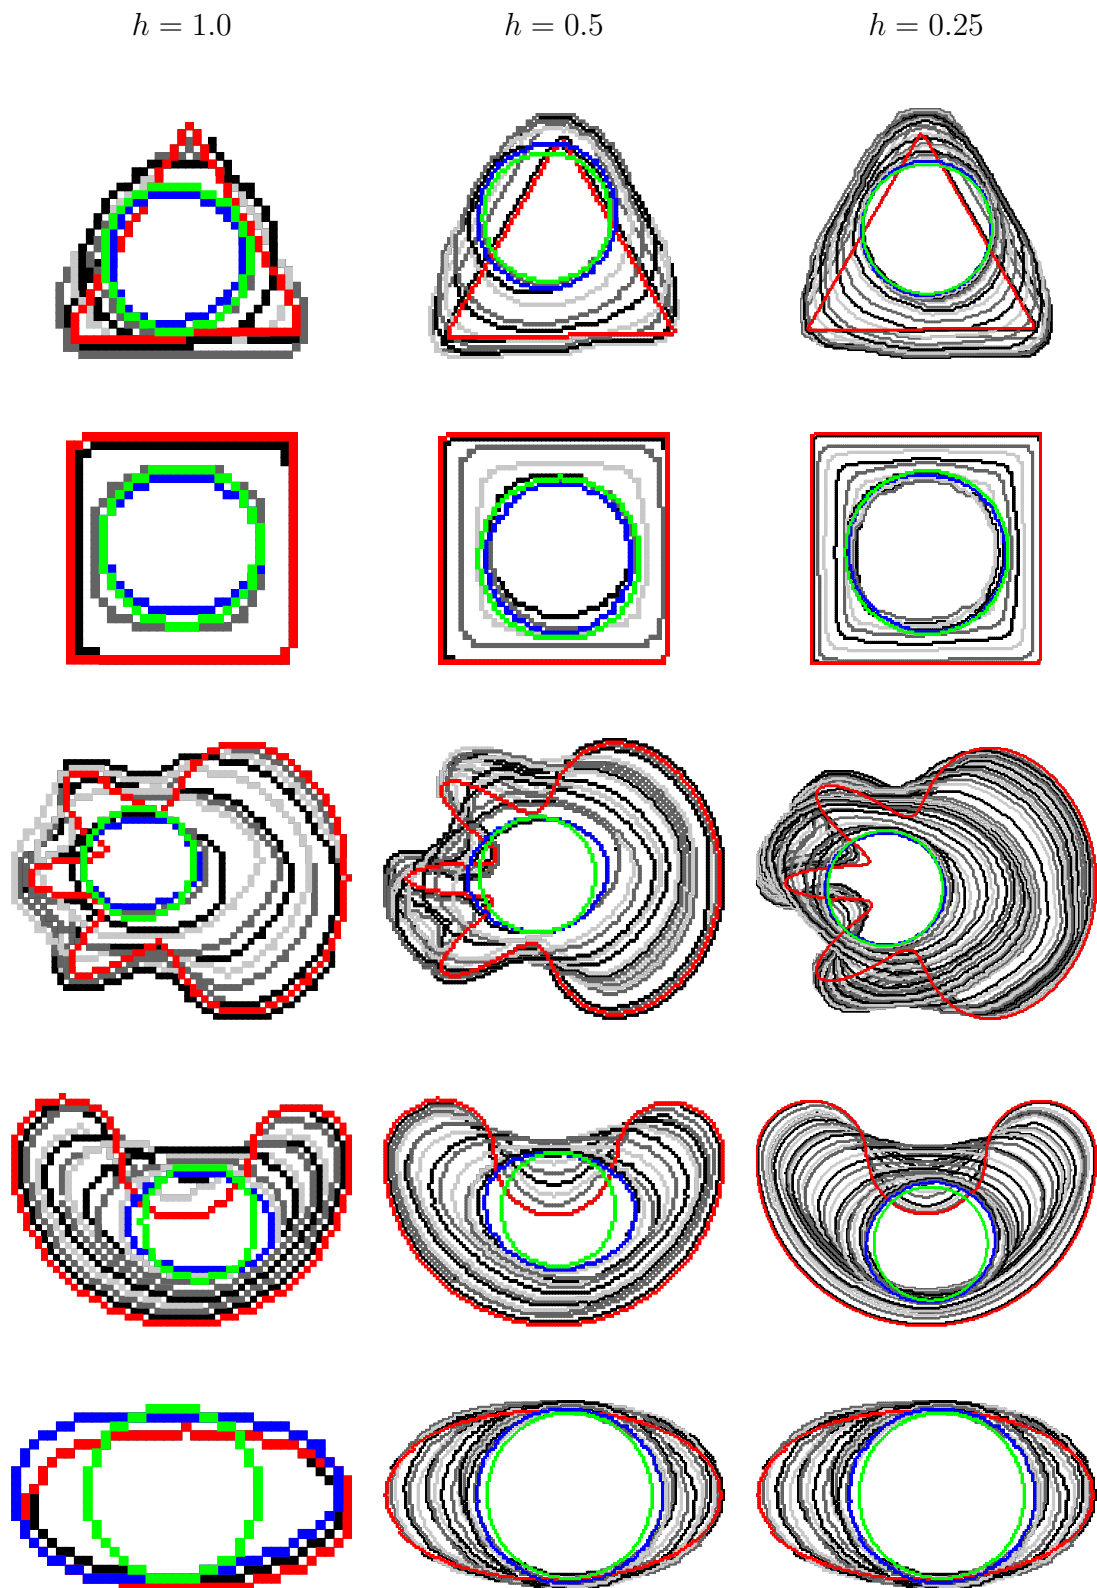 h = 1.0 h = 0.5 h = 0.25